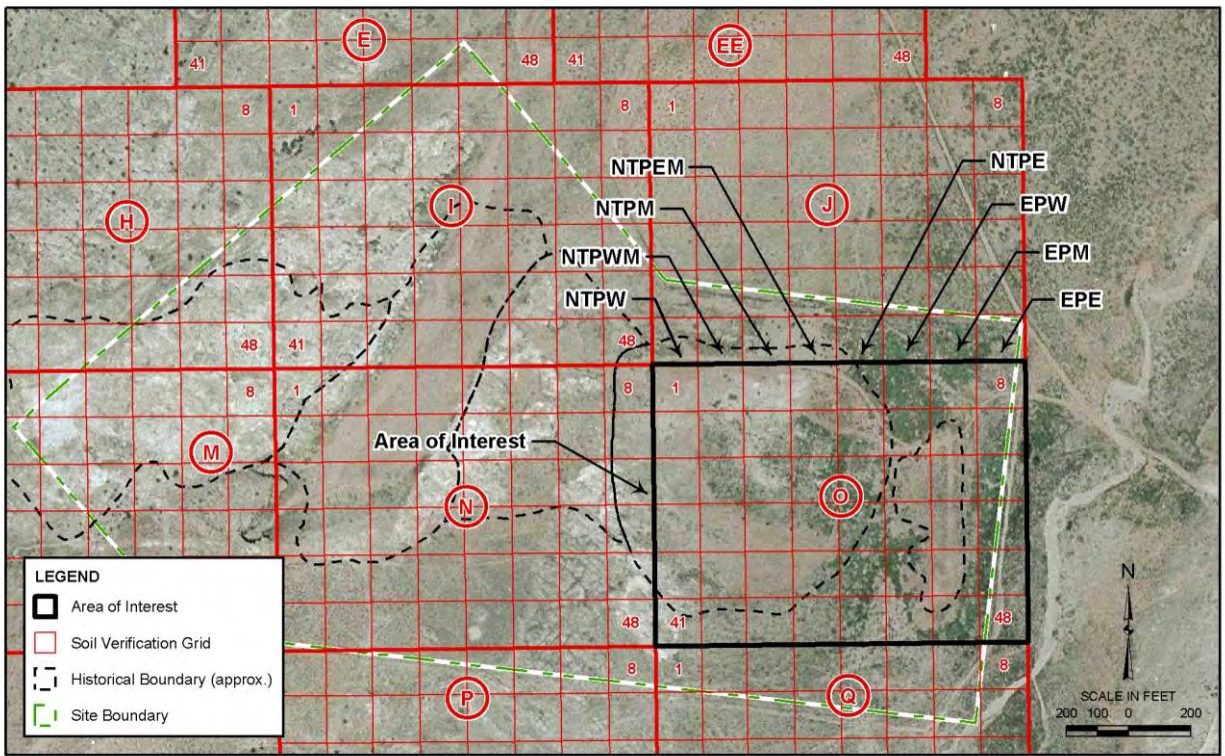 E
EE
41
48
41
48
8
1
8
1
8
NTPEM
NTPE
H
I
NTPM
J
EPW
NTPWM
EPM
NTPW
EPE
48
41
48
8
1
8
1
8
Area of Interest
M
N
O
LEGEND
Area of Interest
Soil Verification Grid
Historical Boundary (approx.)
Site Boundary
48
41
48
8
1
8
P
Q
N
SCALE IN FEET
200 100 0 200